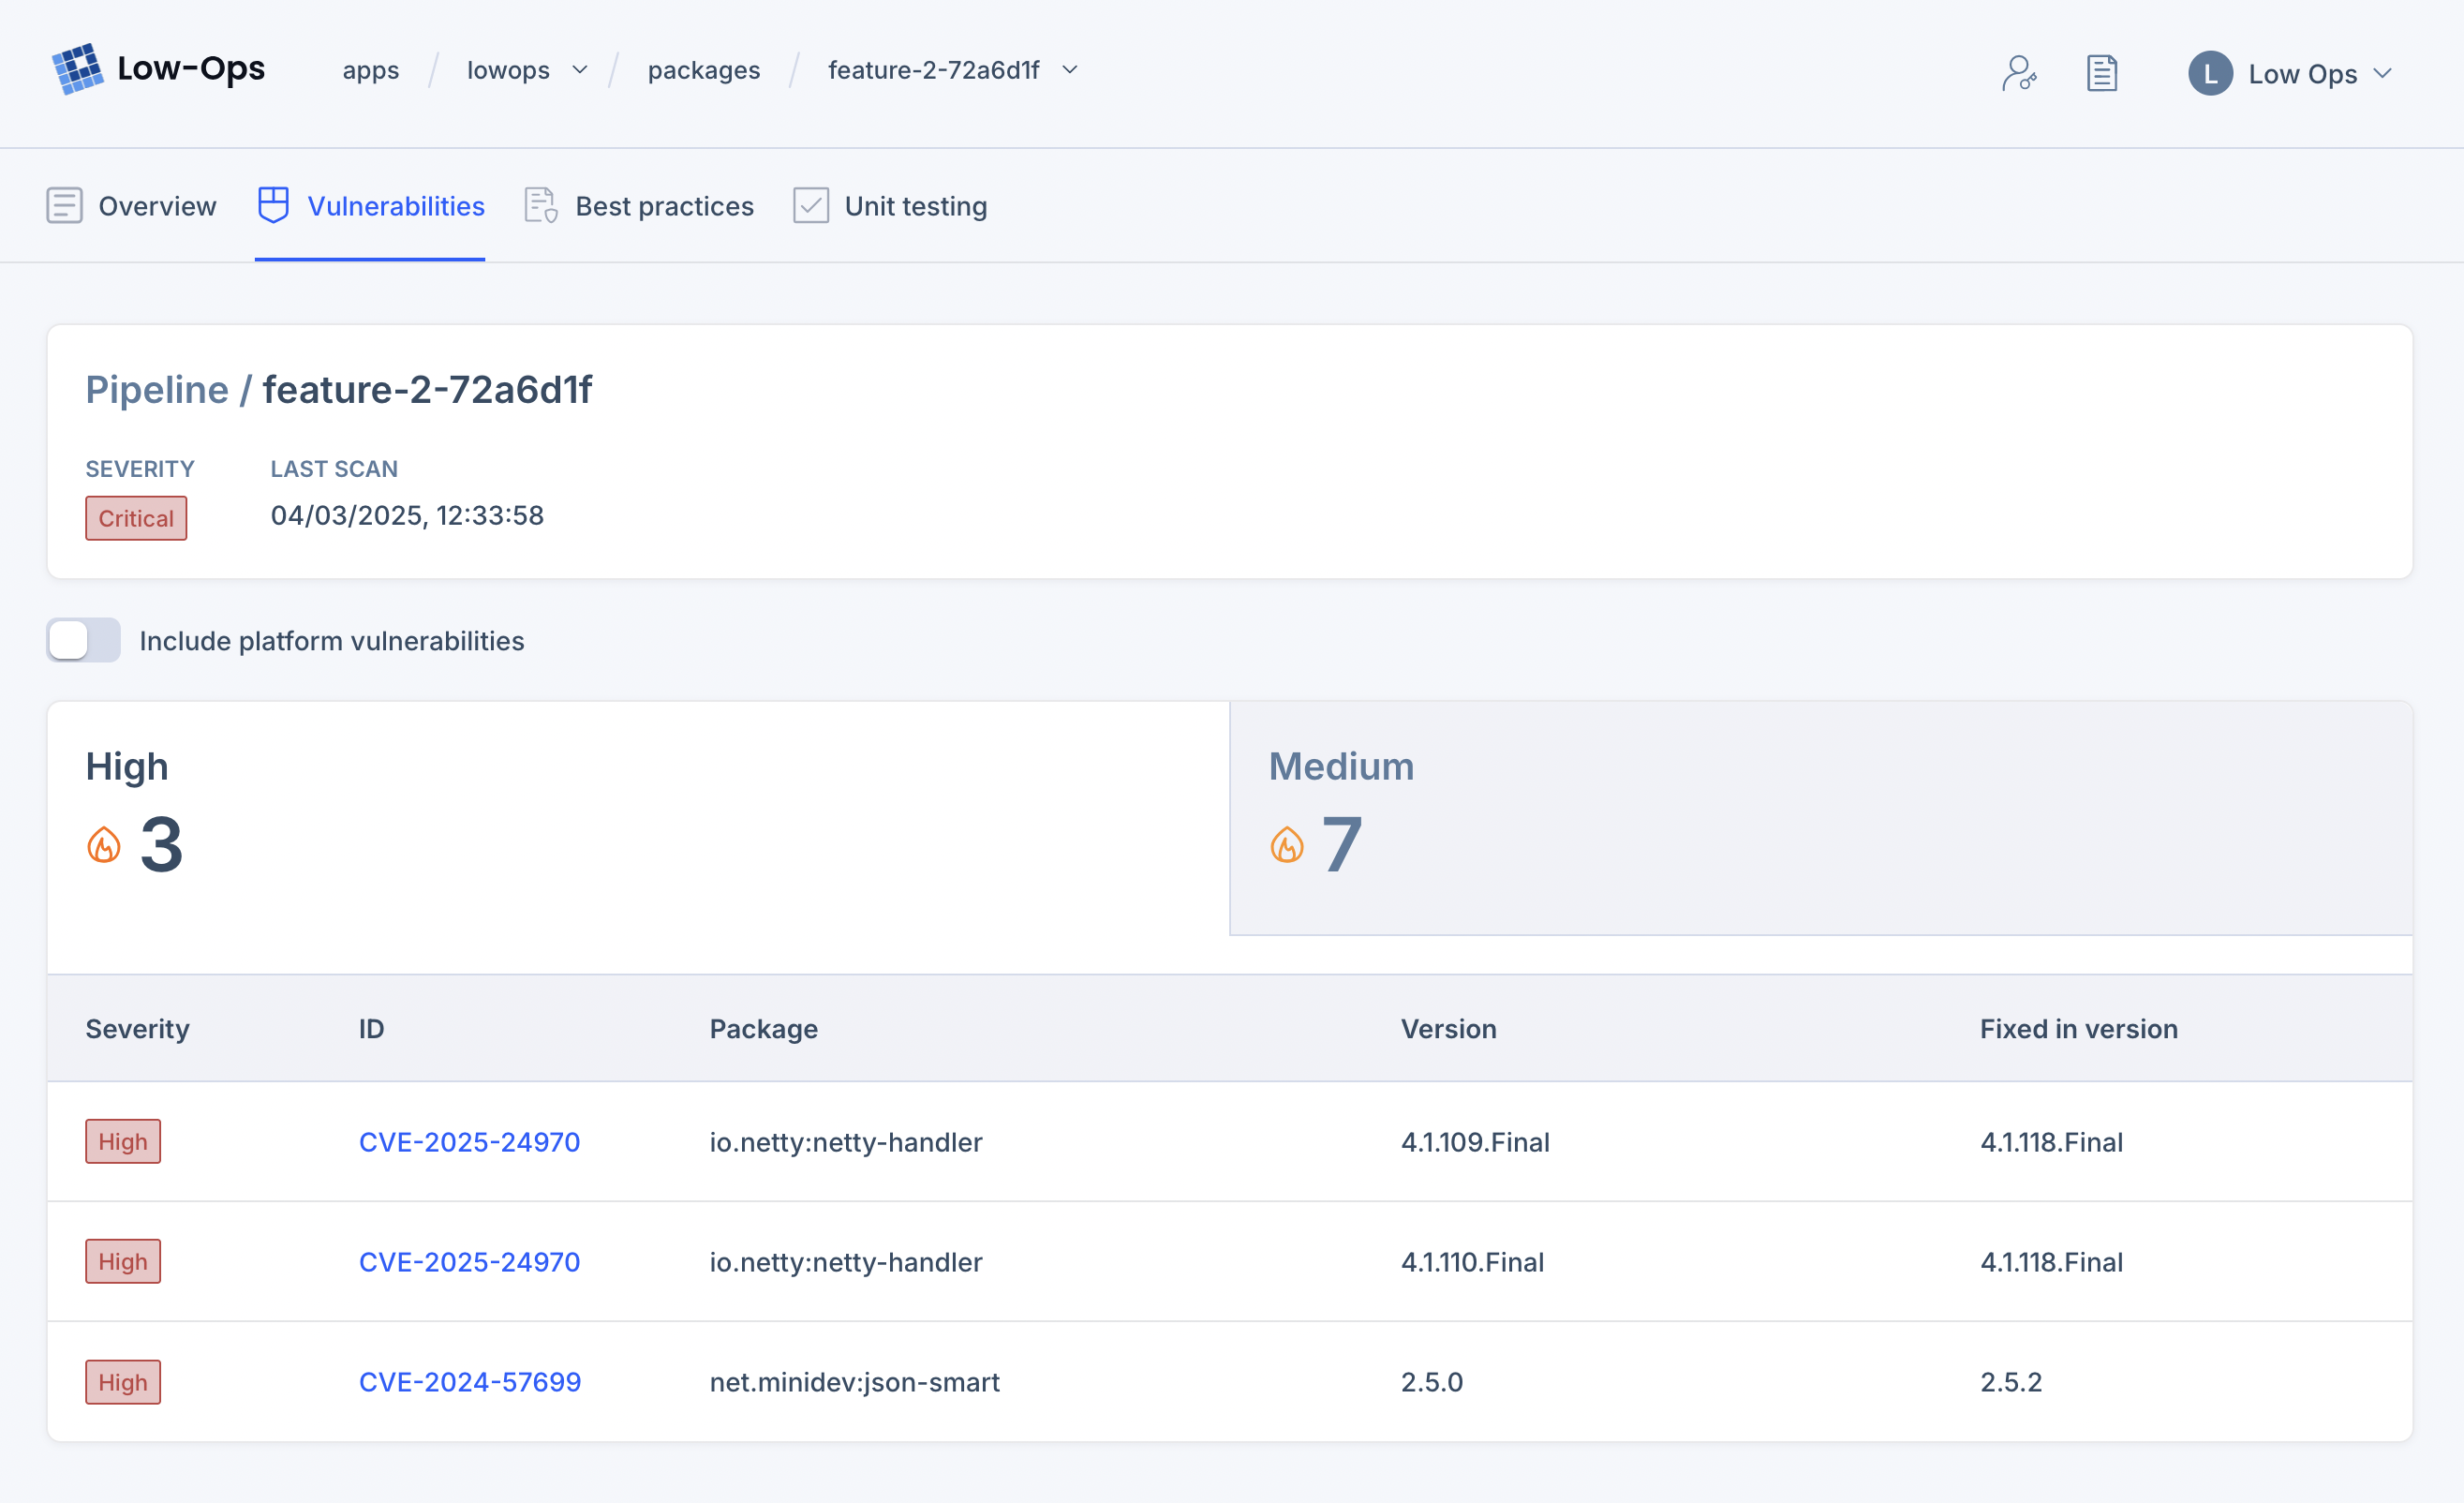 Low-Ops apps / lowops / packages / feature-2-72a6d1f L Low Ops
Overview Vulnerabilities Best practices Unit testing
Pipeline / feature-2-72a6d1f
SEVERITY LAST SCAN
Critical 04/03/2025, 12:33:58
Include platform vulnerabilities
High Medium
3 7
Severity ID Package Version Fixed in version
High CVE-2025-24970 io.netty:netty-handler 4.1.109.Final 4.1.118.Final
High CVE-2025-24970 io.netty:netty-handler 4.1.110.Final 4.1.118.Final
High CVE-2024-57699 net.minidev:json-smart 2.5.0 2.5.2